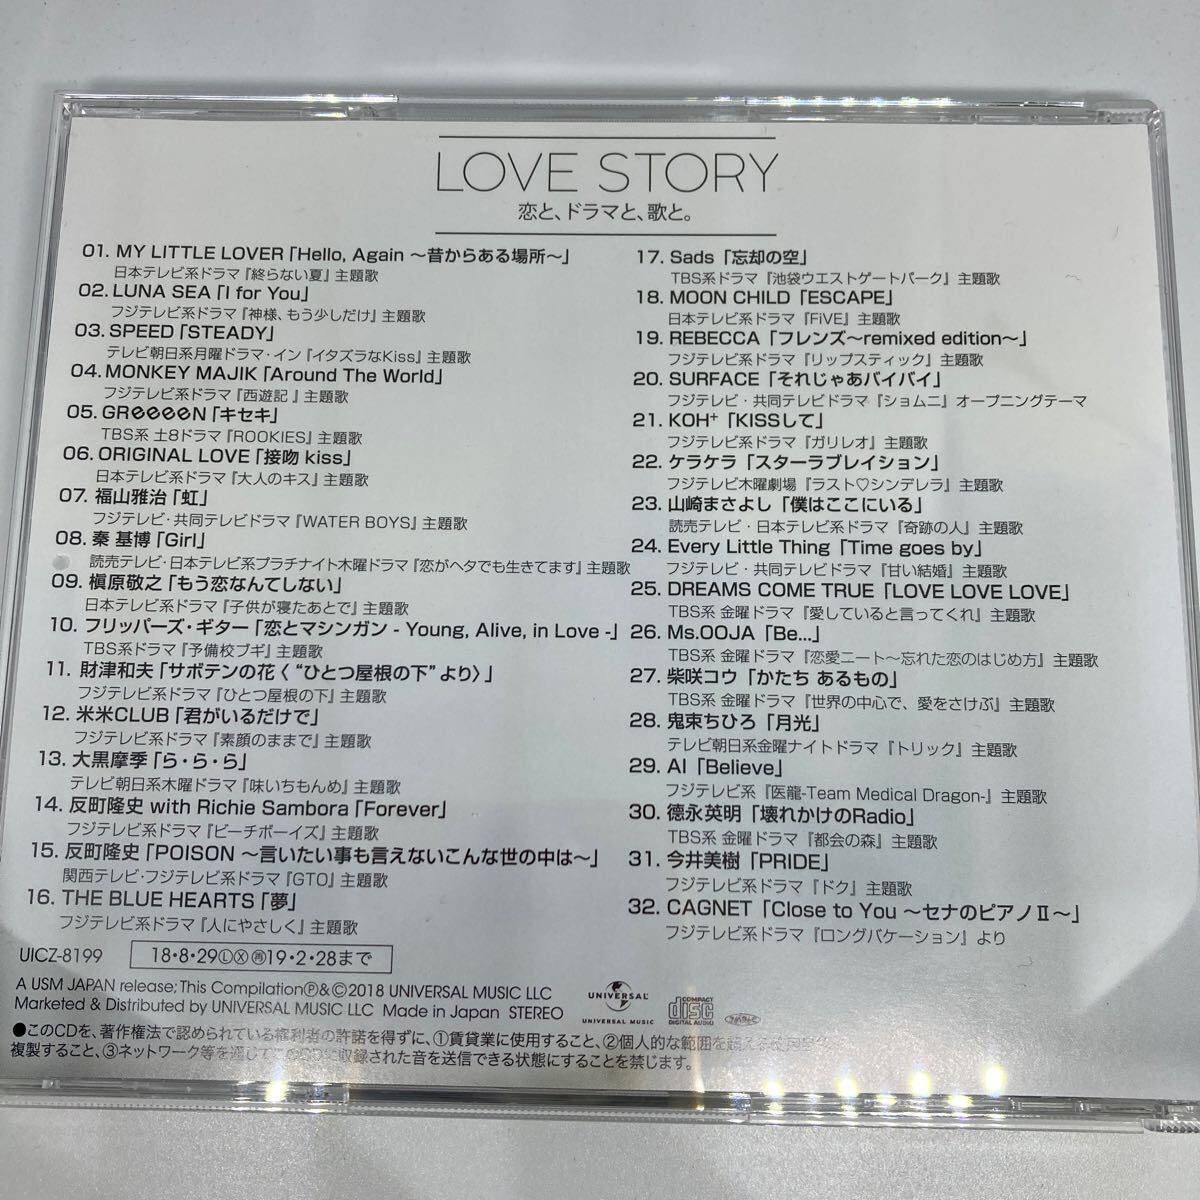 LOVE STORY
恋と、ドラマと、歌と。
01. MY LITTLE LOVER「Hello, Again 〜昔からある場所〜」
日本テレビ系ドラマ『終らない夏』主題歌
02. LUNA SEA「I for You」
フジテレビ系ドラマ『神様、もう少しだけ』主題歌
03. SPEED「STEADY」
テレビ朝日系月曜ドラマ・イン『イタズラなKiss』主題歌
04. MONKEY MAJIK「Around The World」
フジテレビ系ドラマ『西遊記』主題歌
05. GReeeeN「キセキ」
TBS系 土8ドラマ『ROOKIES』主題歌
06. ORIGINAL LOVE「接吻 kiss」
日本テレビ系ドラマ『大人のキス』主題歌
07. 福山雅治「虹」
フジテレビ・共同テレビドラマ『WATER BOYS』主題歌
08. 秦 基博「Girl」
読売テレビ・日本テレビ系プラチナイト木曜ドラマ『恋がヘタでも生きてます』主題歌
09. 槇原敬之「もう恋なんてしない」
日本テレビ系ドラマ『子供が寝たあとで』主題歌
10. フリッパーズ・ギター「恋とマシンガン - Young, Alive, in Love -」
TBS系ドラマ『予備校ブギ』主題歌
11. 財津和夫「サボテンの花〈 “ひとつ屋根の下” より〉」
フジテレビ系ドラマ『ひとつ屋根の下』主題歌
12. 米米CLUB「君がいるだけで」
フジテレビ系ドラマ『素顔のままで』主題歌
13. 大黒摩季「ら・ら・ら」
テレビ朝日系木曜ドラマ『味いちもんめ』主題歌
14. 反町隆史 with Richie Sambora「Forever」
フジテレビ系ドラマ『ビーチボーイズ』主題歌
15. 反町隆史「POISON 〜言いたい事も言えないこんな世の中は〜」
関西テレビ・フジテレビ系ドラマ『GTO』主題歌
16. THE BLUE HEARTS「夢」
フジテレビ系ドラマ『人にやさしく』主題歌
17. Sads「忘却の空」
TBS系ドラマ『池袋ウエストゲートパーク』主題歌
18. MOON CHILD「ESCAPE」
日本テレビ系ドラマ『FiVE』主題歌
19. REBECCA「フレンズ〜remixed edition〜」
フジテレビ系ドラマ『リップスティック』主題歌
20. SURFACE「それじゃあバイバイ」
フジテレビ・共同テレビドラマ『ショムニ』オープニングテーマ
21. KOH⁺「KISSして」
フジテレビ系ドラマ『ガリレオ』主題歌
22. ケラケラ「スターラブレイション」
フジテレビ木曜劇場『ラスト♡シンデレラ』主題歌
23. 山崎まさよし「僕はここにいる」
読売テレビ・日本テレビ系ドラマ『奇跡の人』主題歌
24. Every Little Thing「Time goes by」
フジテレビ・共同テレビドラマ『甘い結婚』主題歌
25. DREAMS COME TRUE「LOVE LOVE LOVE」
TBS系 金曜ドラマ『愛していると言ってくれ』主題歌
26. Ms.OOJA「Be...」
TBS系 金曜ドラマ『恋愛ニート〜忘れた恋のはじめ方』主題歌
27. 柴咲コウ「かたち あるもの」
TBS系 金曜ドラマ『世界の中心で、愛をさけぶ』主題歌
28. 鬼束ちひろ「月光」
テレビ朝日系金曜ナイトドラマ『トリック』主題歌
29. AI「Believe」
フジテレビ系『医龍-Team Medical Dragon-』主題歌
30. 德永英明「壊れかけのRadio」
TBS系 金曜ドラマ『都会の森』主題歌
31. 今井美樹「PRIDE」
フジテレビ系ドラマ『ドク』主題歌
32. CAGNET「Close to You 〜セナのピアノⅡ〜」
フジテレビ系ドラマ『ロングバケーション』より
UICZ-8199 18・8・29ⓁⓍ㊞19・2・28まで
A USM JAPAN release; This CompilationⓅ&©2018 UNIVERSAL MUSIC LLC
Marketed & Distributed by UNIVERSAL MUSIC LLC Made in Japan STEREO
UNIVERSAL
UNIVERSAL MUSIC
COMPACT
disc
DIGITAL AUDIO
●このCDを、著作権法で認められている権利者の許諾を得ずに、①賃貸業に使用すること、②個人的な範囲を超える
複製すること、③ネットワーク等を通じてこのCDに収録された音を送信できる状態にすることを禁じます。